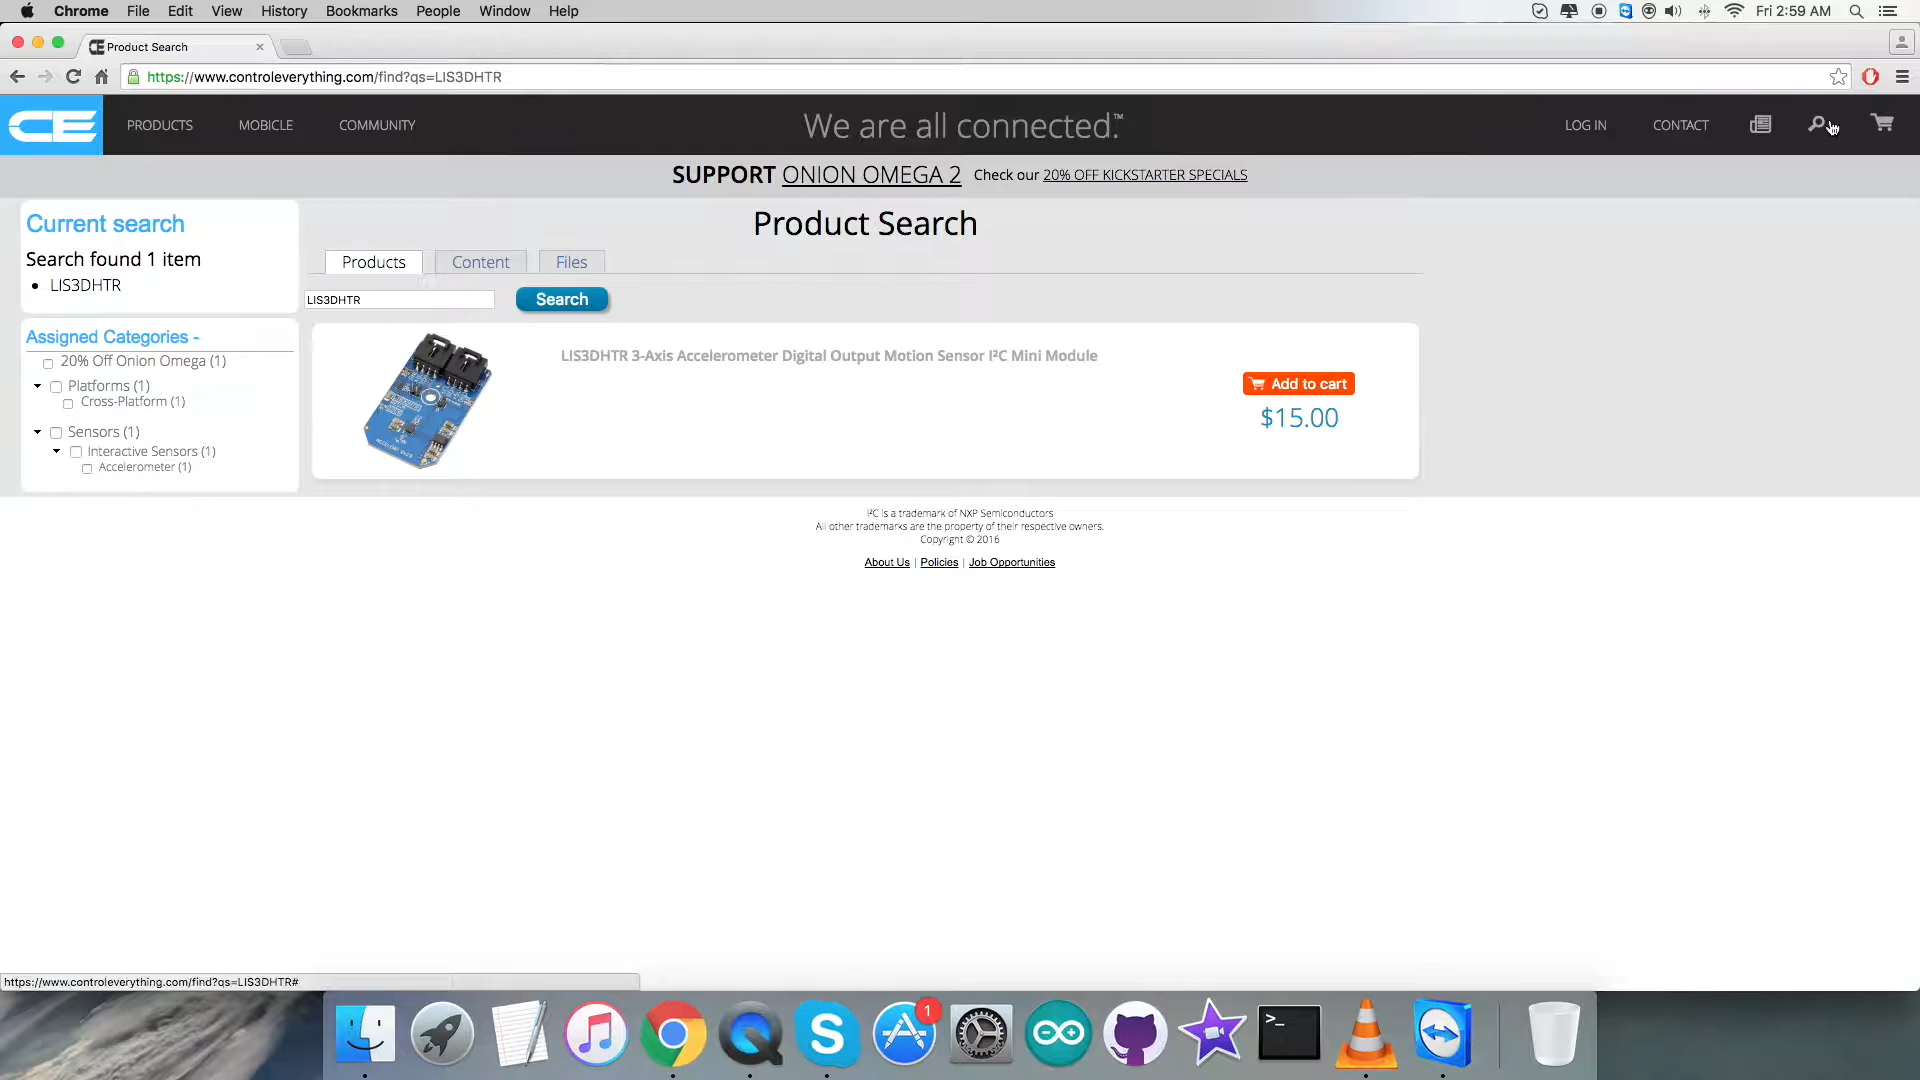 Chrome File Edit View History Bookmarks People Window Help Fri 2:59 AM
Product Search
https://www.controleverything.com/find?qs=LIS3DHTR
CE PRODUCTS MOBICLE COMMUNITY We are all connected.™ LOG IN CONTACT
SUPPORT ONION OMEGA 2 Check our 20% OFF KICKSTARTER SPECIALS
Current search
Search found 1 item
LIS3DHTR
Assigned Categories -
20% Off Onion Omega (1)
Platforms (1)
Cross-Platform (1)
Sensors (1)
Interactive Sensors (1)
Accelerometer (1)
Product Search
Products Content Files
LIS3DHTR Search
LIS3DHTR 3-Axis Accelerometer Digital Output Motion Sensor I²C Mini Module
Add to cart
$15.00
I²C is a trademark of NXP Semiconductors
All other trademarks are the property of their respective owners.
Copyright © 2016
About Us | Policies | Job Opportunities
https://www.controleverything.com/find?qs=LIS3DHTR#
S
1
>_